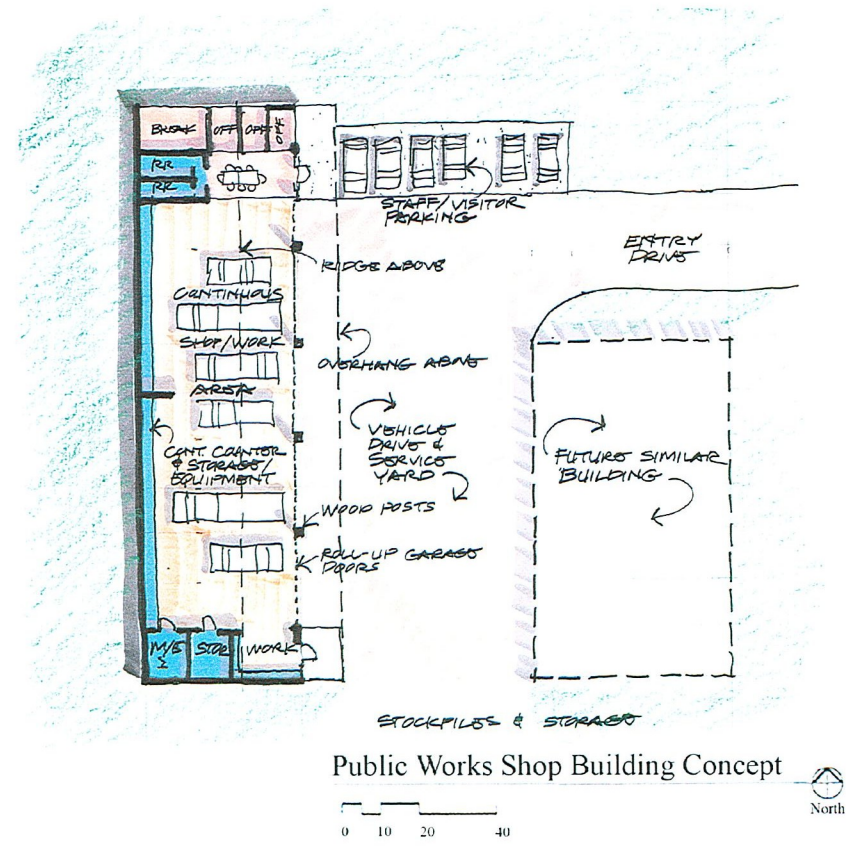 BREAK
OFF
OFF
OFF
RR
RR
STAFF/VISITOR
PARKING
ENTRY
DRIVE
RIDGE ABOVE
CONTINUOUS
SHOP/WORK
AREA
OVERHANG ABOVE
VEHICLE
DRIVE &
SERVICE
YARD
CONT. COUNTER
& STORAGE/
EQUIPMENT
FUTURE SIMILAR
BUILDING
WOOD POSTS
ROLL-UP GARAGE
DOORS
STOR
WORK
STOCKPILES & STORAGE
Public Works Shop Building Concept
North
0 10 20 40